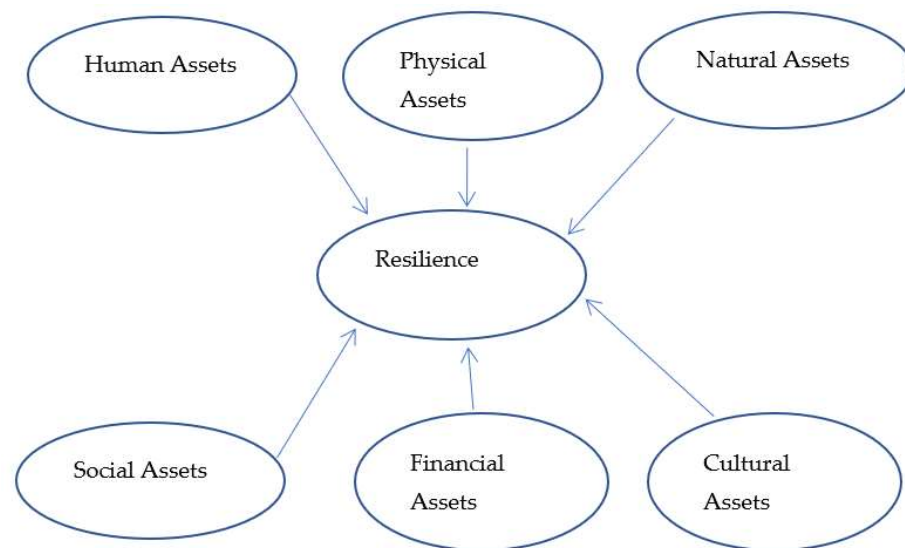 Human Assets
Physical
Assets
Natural Assets
Resilience
Social Assets
Financial
Assets
Cultural
Assets